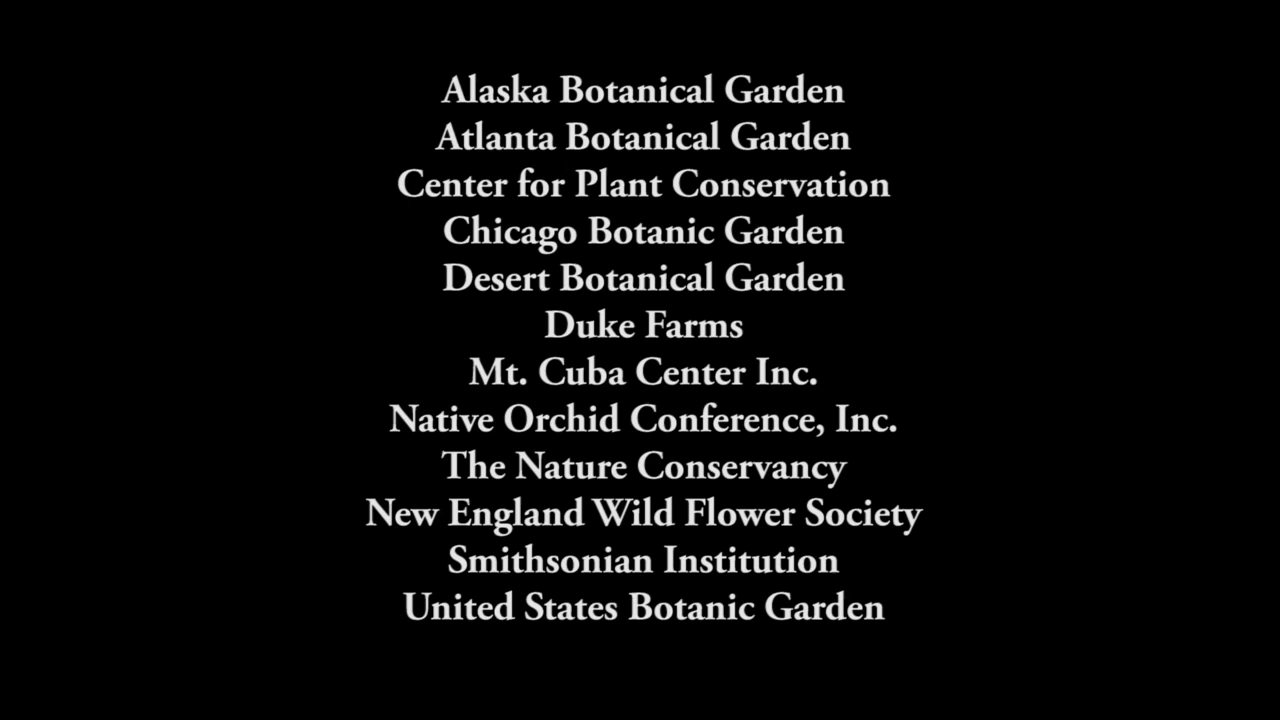 Alaska Botanical Garden
Atlanta Botanical Garden
Center for Plant Conservation
Chicago Botanic Garden
Desert Botanical Garden
Duke Farms
Mt. Cuba Center Inc.
Native Orchid Conference, Inc.
The Nature Conservancy
New England Wild Flower Society
Smithsonian Institution
United States Botanic Garden